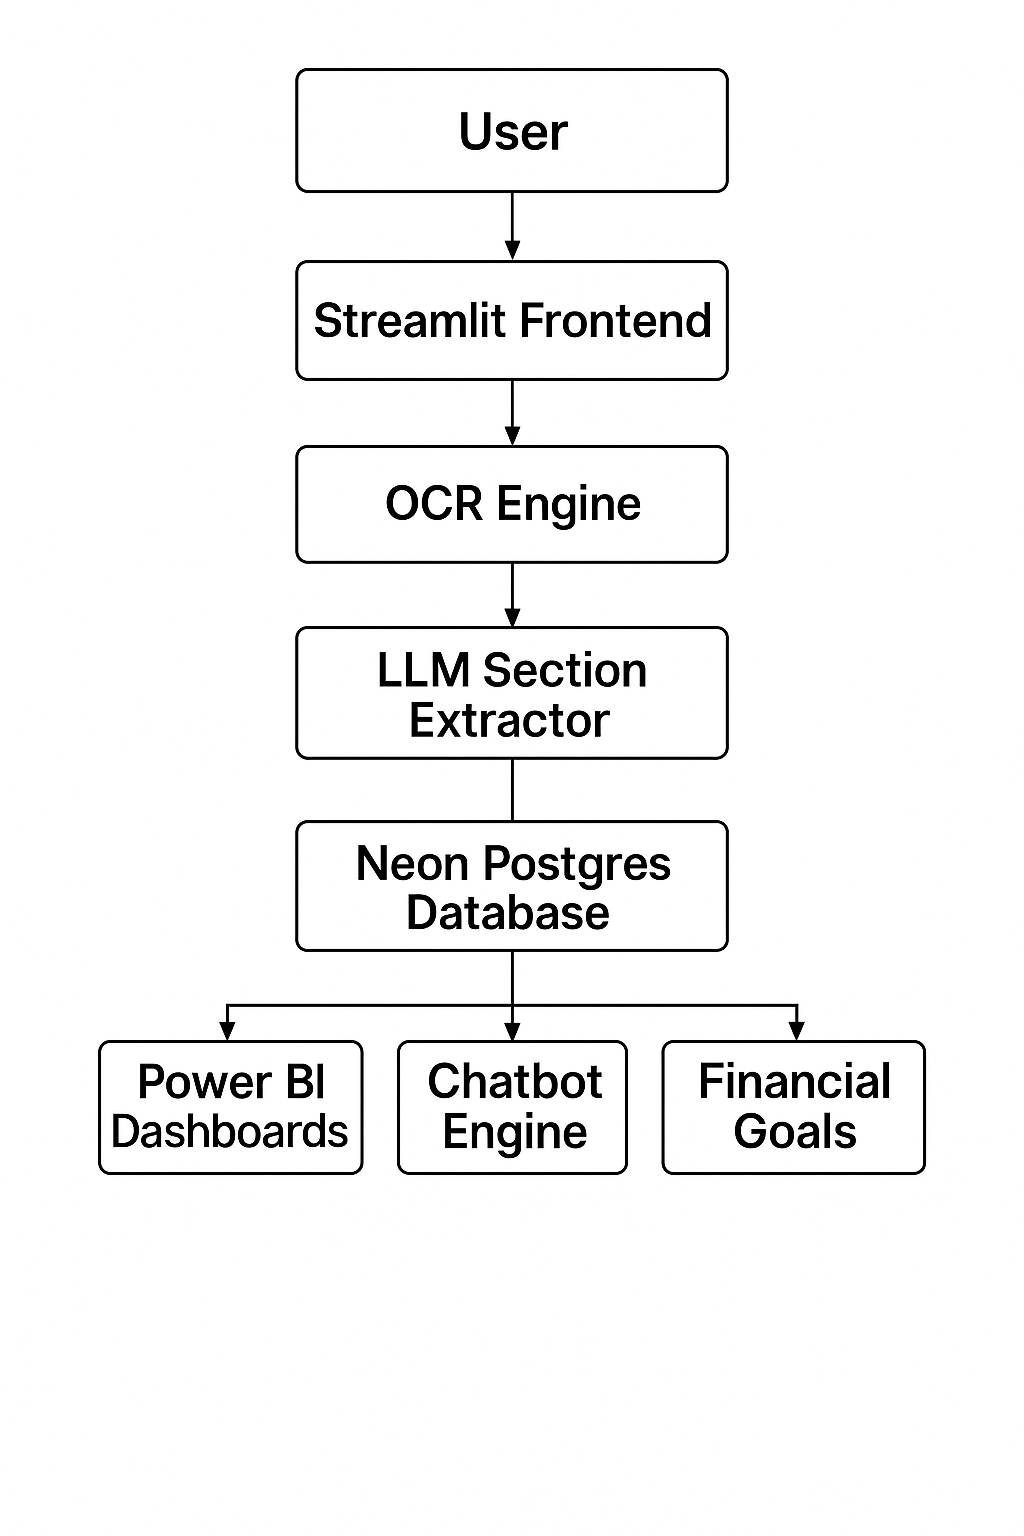 User
Streamlit Frontend
OCR Engine
LLM Section
Extractor
Neon Postgres
Database
Power BI
Dashboards
Chatbot
Engine
Financial
Goals